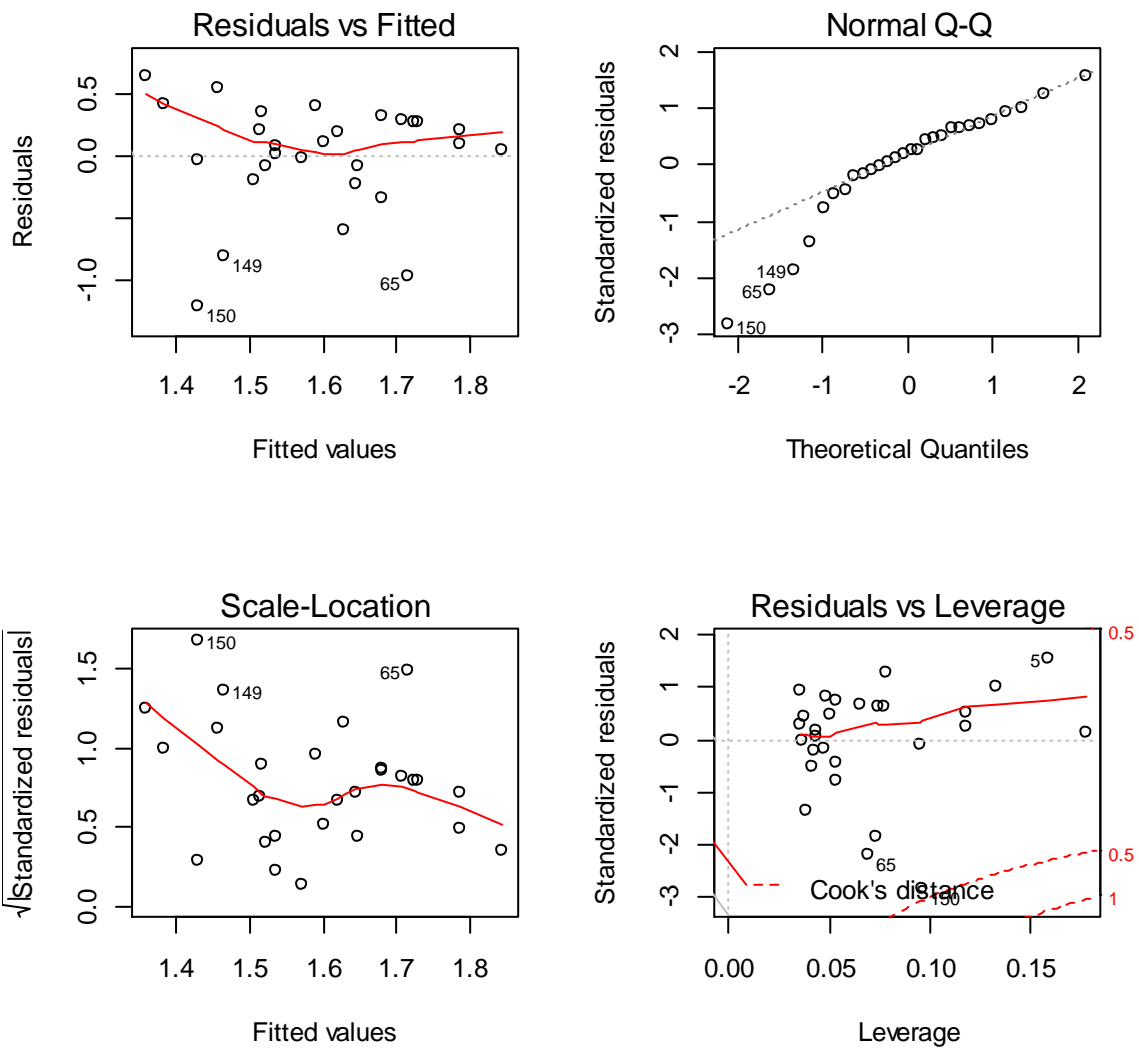 Residuals vs Fitted
Residuals
0.5
0.0
-1.0
149
150
65
1.4 1.5 1.6 1.7 1.8
Fitted values
Normal Q-Q
Standardized residuals
2
1
0
-1
-2
-3
149
65
150
-2 -1 0 1 2
Theoretical Quantiles
Scale-Location
√|Standardized residuals|
1.5
1.0
0.5
0.0
150
149
65
1.4 1.5 1.6 1.7 1.8
Fitted values
Residuals vs Leverage
Standardized residuals
2
1
0
-1
-2
-3
5
65
150
Cook's distance
0.5
0.5
1
0.00 0.05 0.10 0.15
Leverage